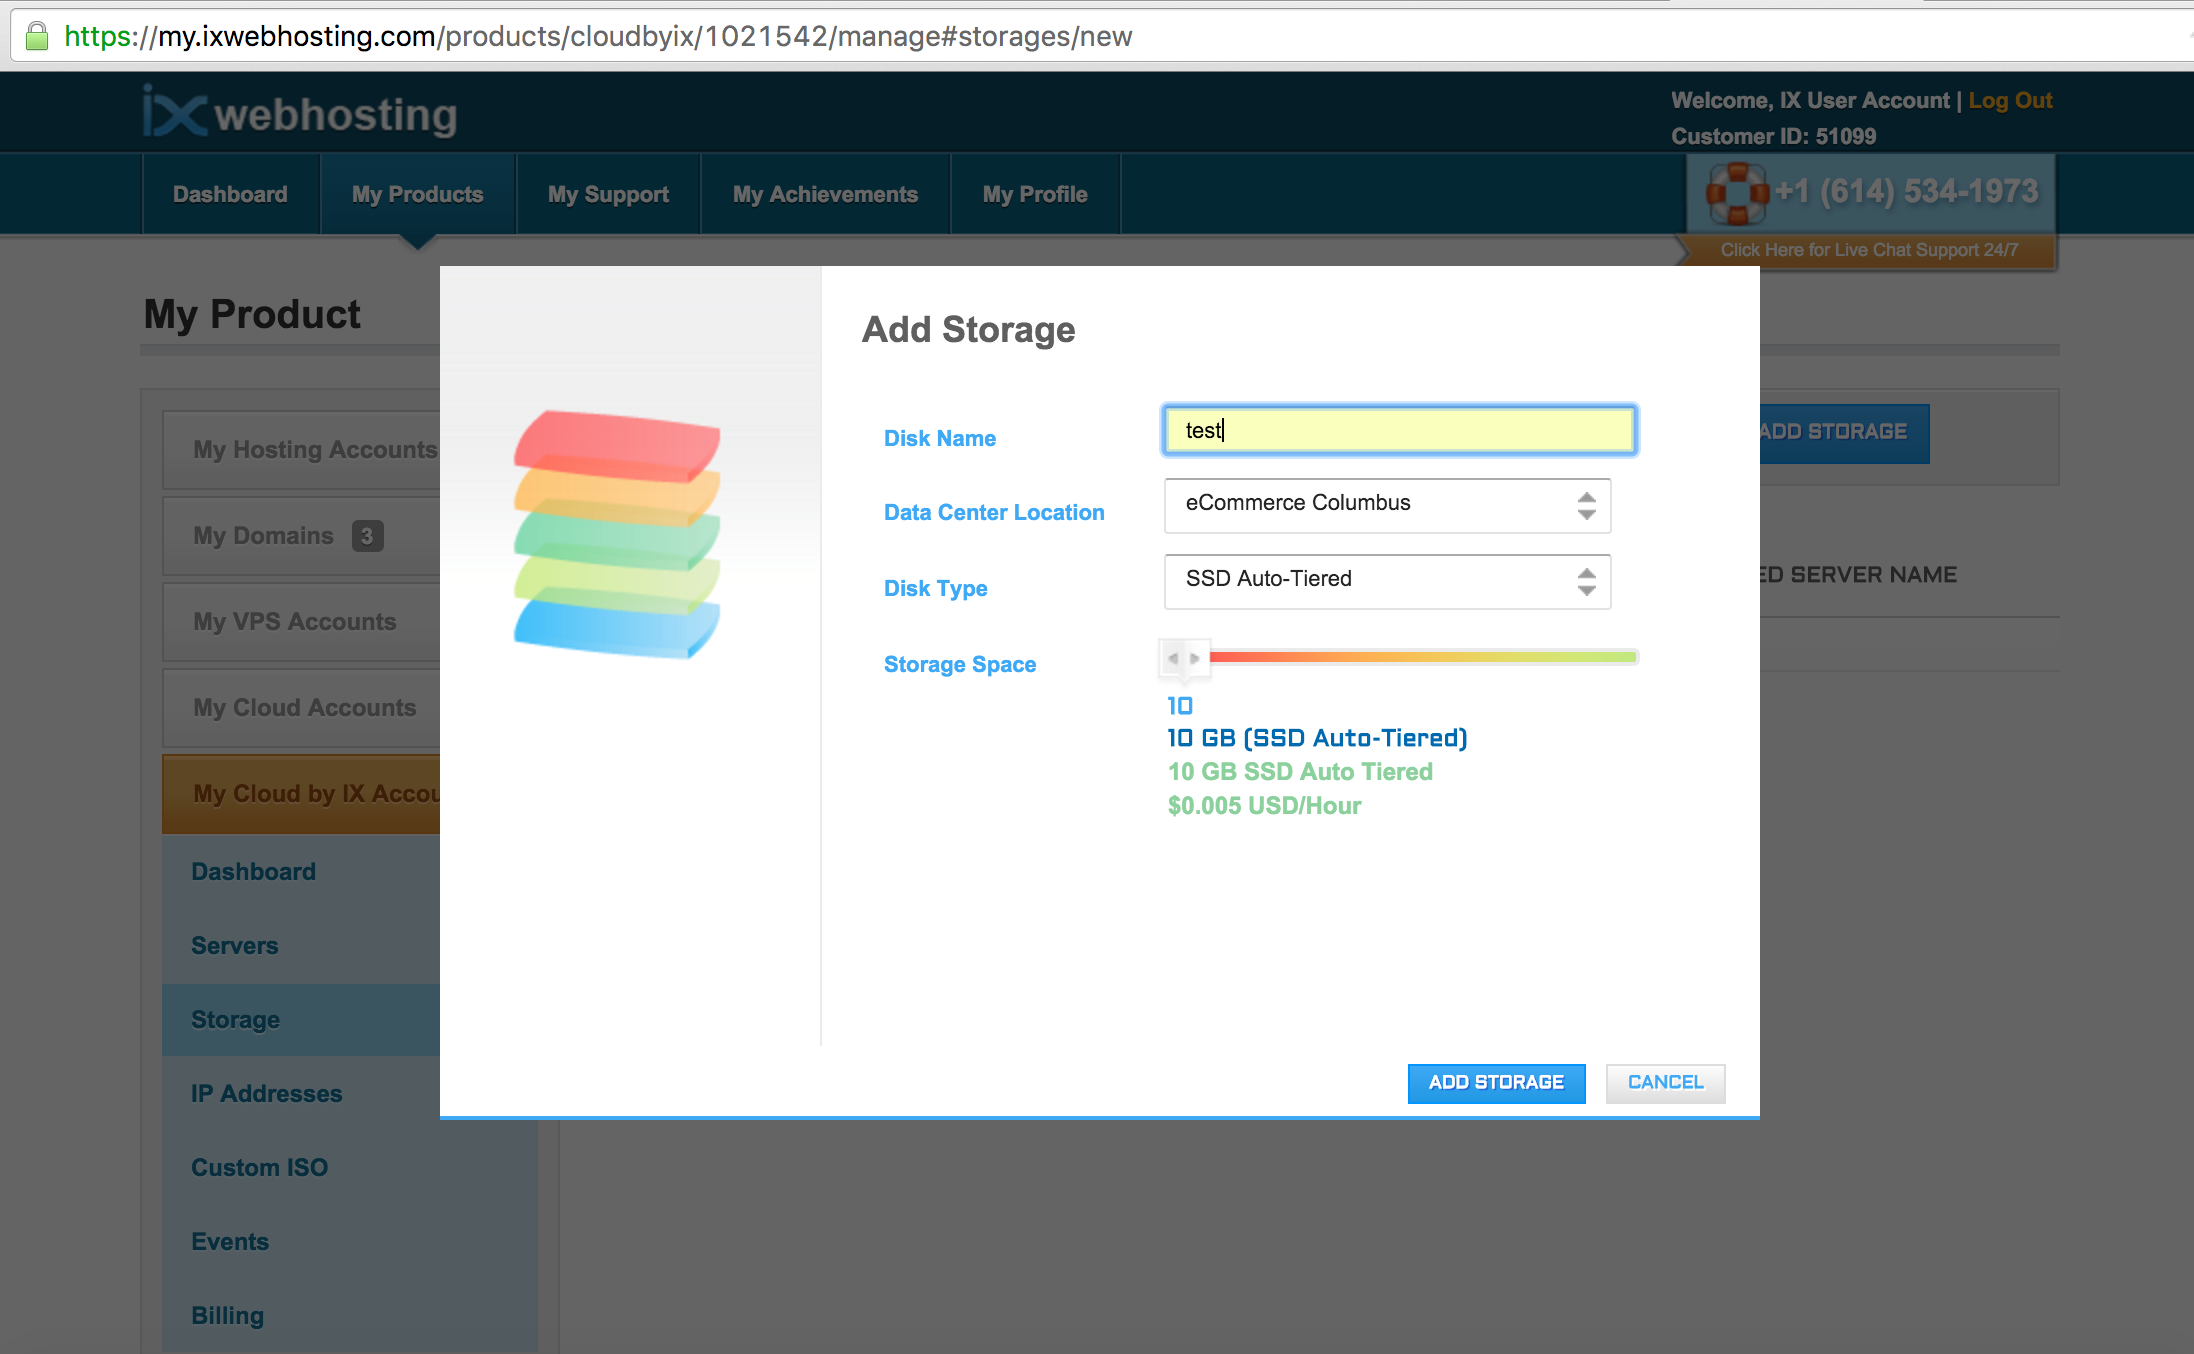 https://my.ixwebhosting.com/products/cloudbyix/1021542/manage#storages/new
ix webhosting
Welcome, IX User Account | Log Out
Customer ID: 51099
Dashboard
My Products
My Support
My Achievements
My Profile
+1 (614) 534-1973
Click Here for Live Chat Support 24/7
My Product
My Hosting Accounts
My Domains 3
My VPS Accounts
My Cloud Accounts
My Cloud by IX Accou
Dashboard
Servers
Storage
IP Addresses
Custom ISO
Events
Billing
Add Storage
Disk Name
test
Data Center Location
eCommerce Columbus
Disk Type
SSD Auto-Tiered
Storage Space
10
10 GB (SSD Auto-Tiered)
10 GB SSD Auto Tiered
$0.005 USD/Hour
ADD STORAGE
CANCEL
ADD STORAGE
ED SERVER NAME